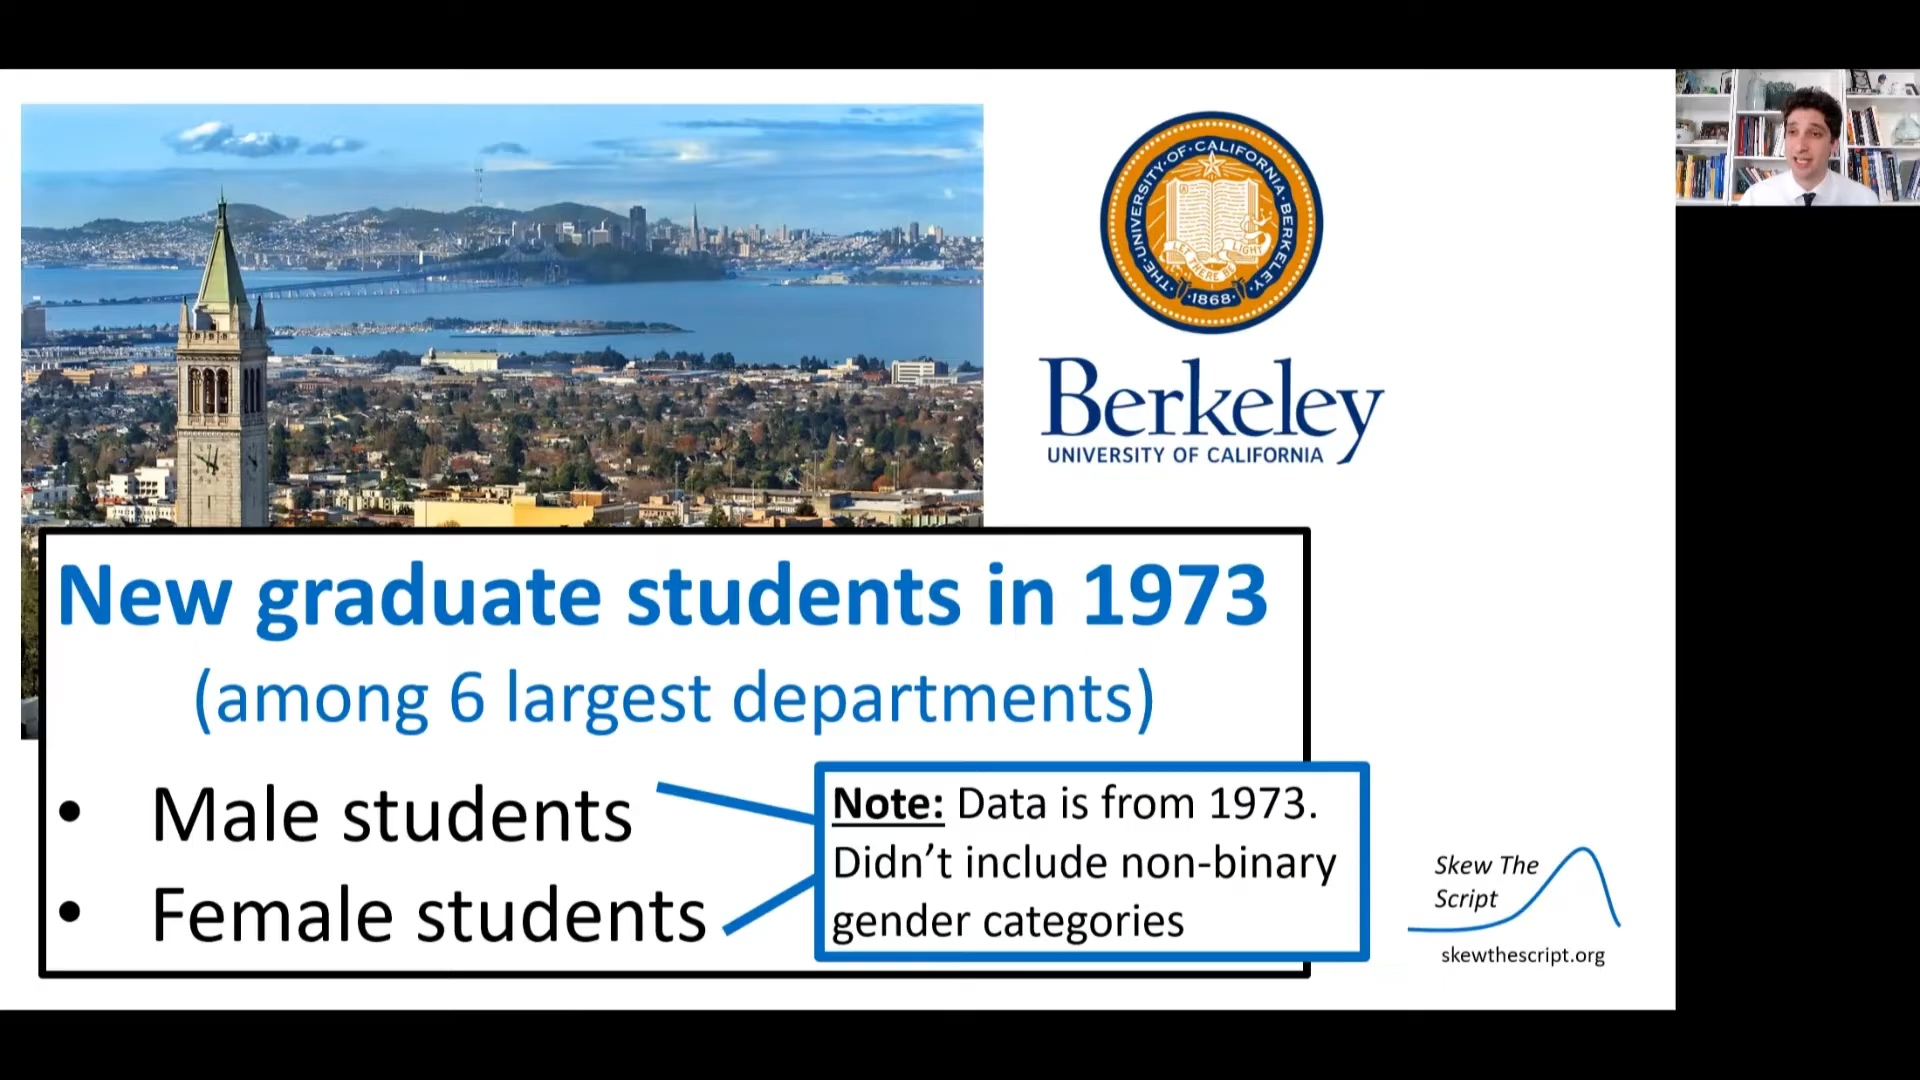 THE·UNIVERSITY·OF·CALIFORNIA·BERKELEY
LET THERE BE LIGHT
·1868·
Berkeley
UNIVERSITY OF CALIFORNIA
New graduate students in 1973
(among 6 largest departments)
• Male students
• Female students
Note: Data is from 1973.
Didn’t include non-binary
gender categories
Skew The
Script
skewthescript.org